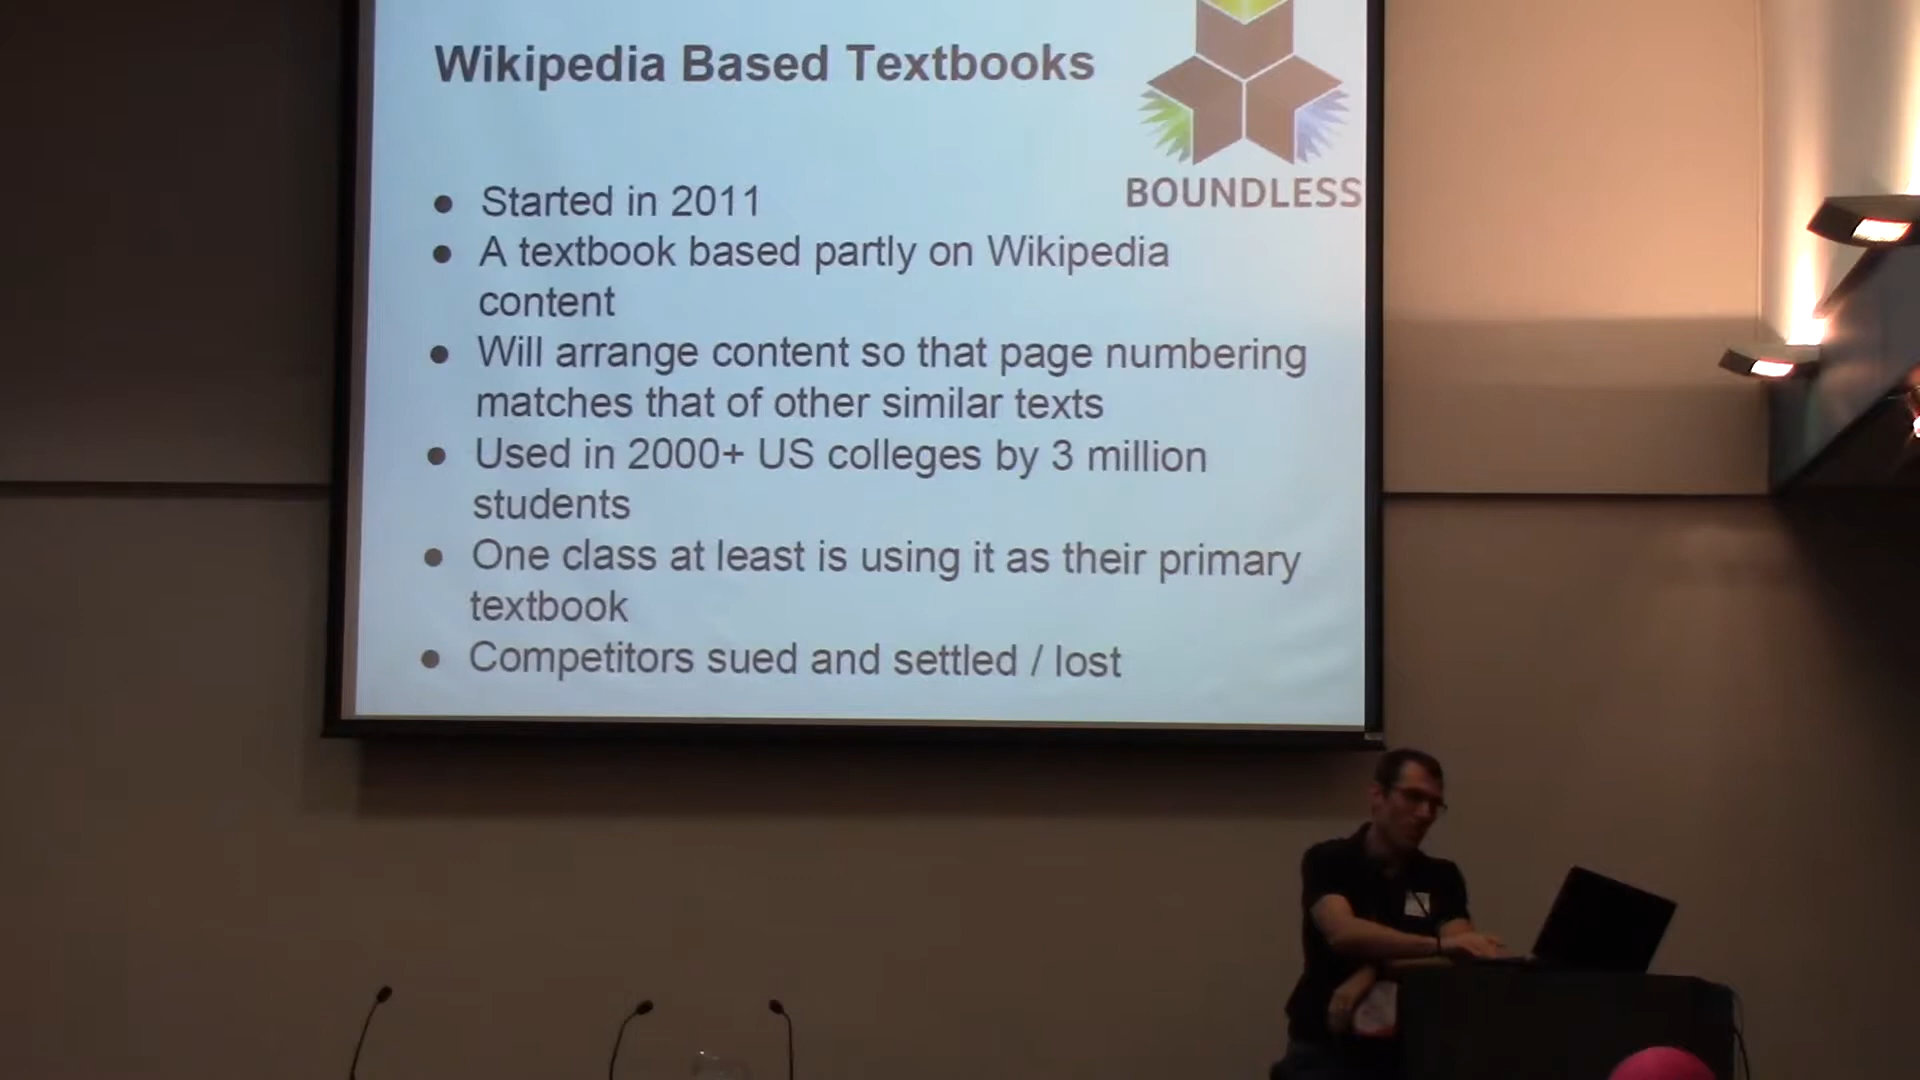 Wikipedia Based Textbooks
BOUNDLESS
● Started in 2011
● A textbook based partly on Wikipedia
content
● Will arrange content so that page numbering
matches that of other similar texts
● Used in 2000+ US colleges by 3 million
students
● One class at least is using it as their primary
textbook
● Competitors sued and settled / lost